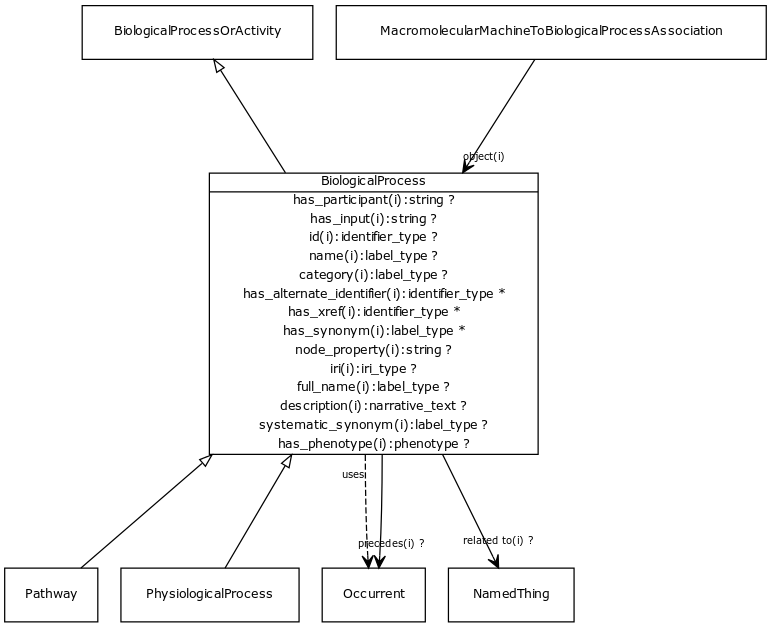 BiologicalProcessOrActivity
MacromolecularMachineToBiologicalProcessAssociation
object(i)
BiologicalProcess
has_participant(i):string ?
has_input(i):string ?
id(i):identifier_type ?
name(i):label_type ?
category(i):label_type ?
has_alternate_identifier(i):identifier_type *
has_xref(i):identifier_type *
has_synonym(i):label_type *
node_property(i):string ?
iri(i):iri_type ?
full_name(i):label_type ?
description(i):narrative_text ?
systematic_synonym(i):label_type ?
has_phenotype(i):phenotype ?
uses
precedes(i) ?
related to(i) ?
Pathway
PhysiologicalProcess
Occurrent
NamedThing